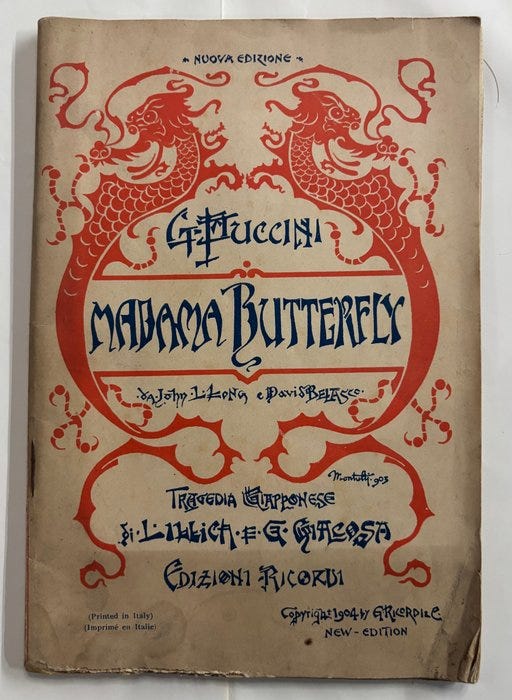 * NUOVA EDIZIONE *
G. PUCCINI
MADAMA BUTTERFLY
·da·John·L·Long e David BELASCO·
Montalti·903
TRAGEDIA GIAPPONESE
di·L·ILLICA·E·G·GIACOSA
EDIZIONI RICORDI
(Printed in Italy)
(Imprimé en Italie)
Copyright 1904 by G·RICORDI & C
NEW-EDITION